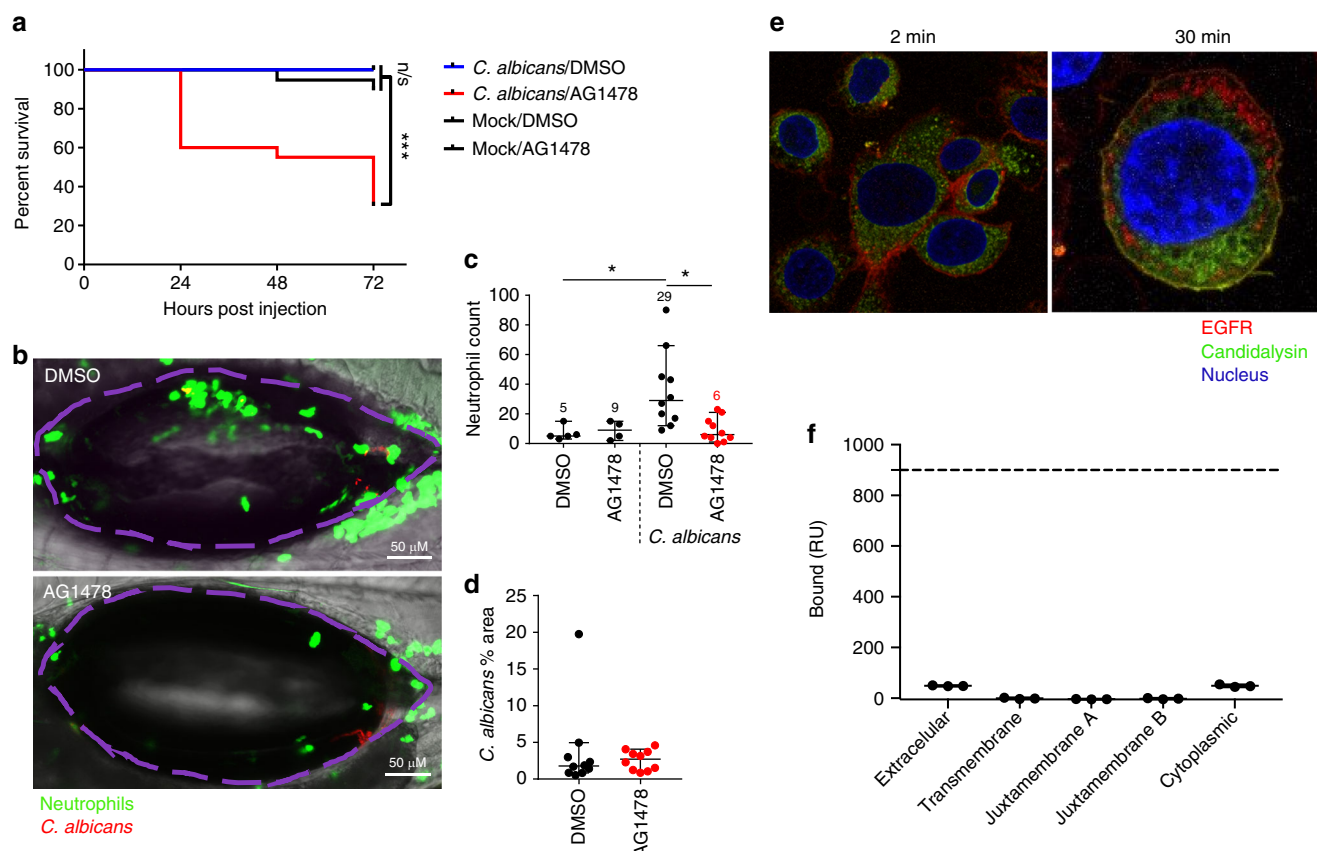 a
Percent survival
100
80
60
40
20
0
0
24
48
72
Hours post injection
n/s
***
C. albicans/DMSO
C. albicans/AG1478
Mock/DMSO
Mock/AG1478
b
DMSO
50 μM
AG1478
50 μM
Neutrophils
C. albicans
c
Neutrophil count
100
80
60
40
20
0
*
*
5
9
29
6
DMSO
AG1478
DMSO
AG1478
C. albicans
d
C. albicans % area
25
20
15
10
5
0
DMSO
AG1478
e
2 min
30 min
EGFR
Candidalysin
Nucleus
f
Bound (RU)
1000
800
600
400
200
0
Extracelular
Transmembrane
Juxtamembrane A
Juxtamembrane B
Cytoplasmic